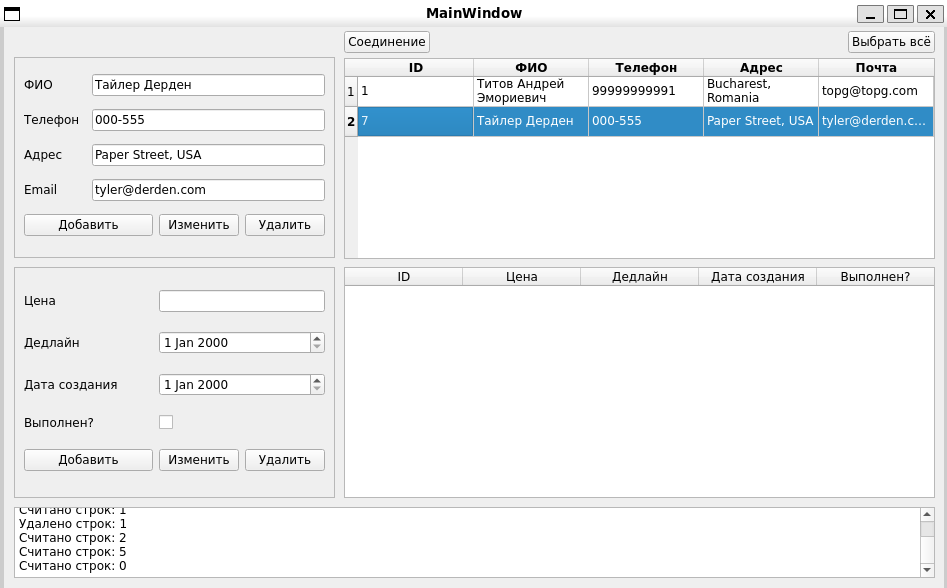 MainWindow
Соединение
Выбрать всё
ФИО
Тайлер Дерден
Телефон
000-555
Адрес
Paper Street, USA
Email
tyler@derden.com
Добавить Изменить Удалить
ID ФИО Телефон Адрес Почта
1 1 Титов Андрей Эмориевич 99999999991 Bucharest, Romania topg@topg.com
2 7 Тайлер Дерден 000-555 Paper Street, USA tyler@derden.c...
Цена
Дедлайн
1 Jan 2000
Дата создания
1 Jan 2000
Выполнен?
Добавить Изменить Удалить
ID Цена Дедлайн Дата создания Выполнен?
Считано строк: 1
Удалено строк: 1
Считано строк: 2
Считано строк: 5
Считано строк: 0